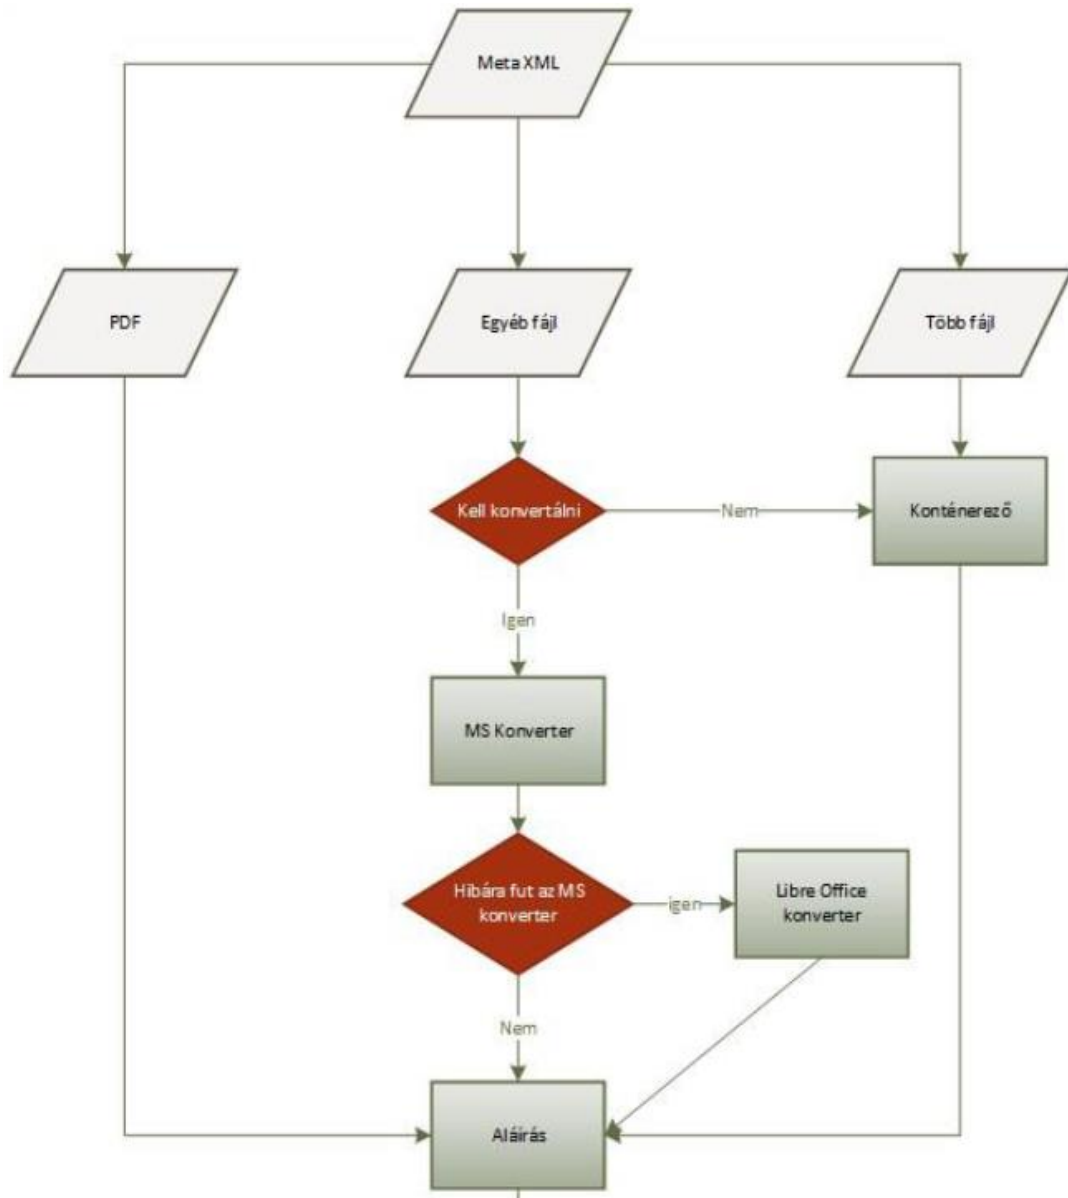 Meta XML
PDF
Egyéb fájl
Több fájl
Kell konvertálni
Nem
Konténerező
Igen
MS Konverter
Hibára fut az MS
konverter
igen
Libre Office
konverter
Nem
Aláírás